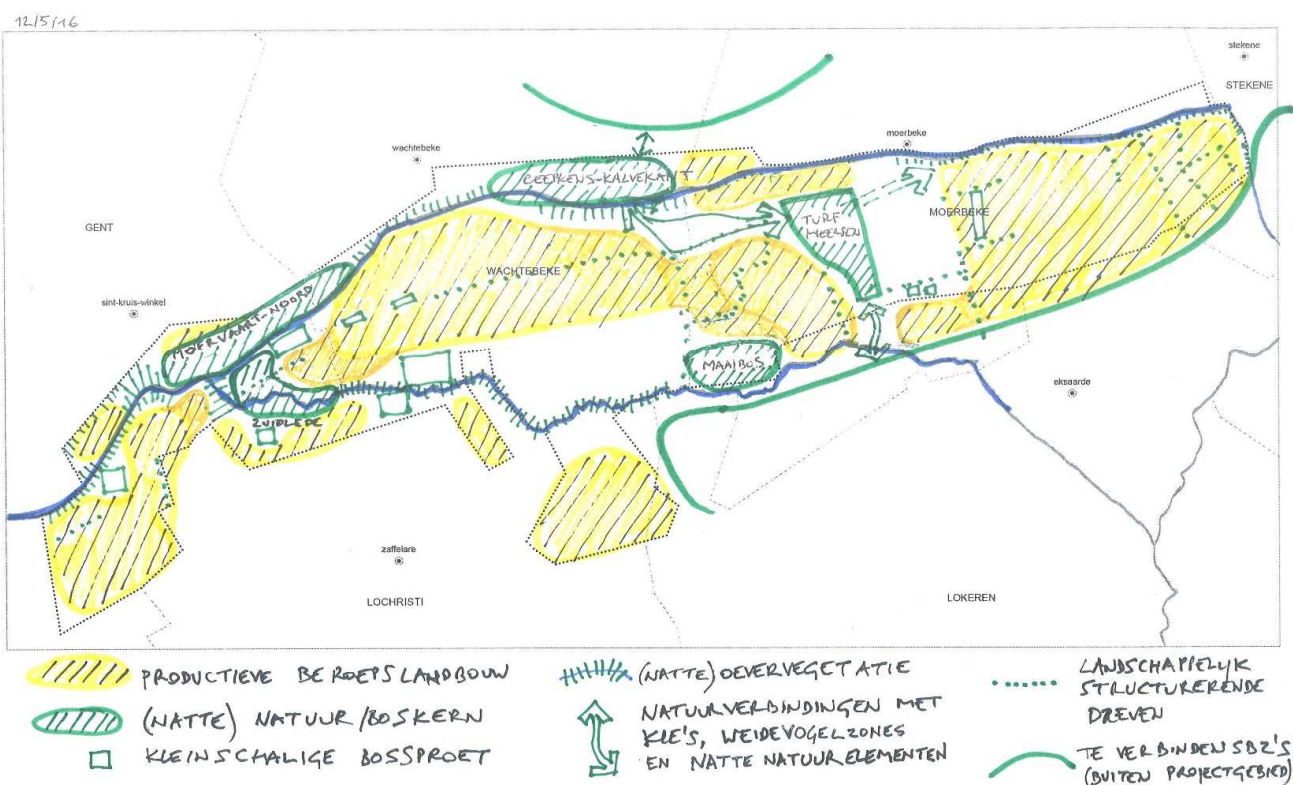 12/5/16
stekene
STEKENE
moerbeke
wachtebeke
CEEPKENS-KALVEKANT
GENT
TURF
MEERSEN
MOERBEKE
WACHTEBEKE
sint-kruis-winkel
MOERVAART-NOORD
MAAIBOS
eksaarde
ZUIDLEDE
zaffelare
LOCHRISTI
LOKEREN
PRODUCTIEVE BEROEPSLANDBOUW
(NATTE) NATUUR/BOSKERN
KLEINSCHALIGE BOSSPROET
(NATTE) OEVERVEGETATIE
NATUURVERBINDINGEN MET
KLE'S, WEIDEVOGELZONES
EN NATTE NATUURELEMENTEN
LANDSCHAPPELIJK
STRUCTURERENDE
DREVEN
TE VERBINDEN SBZ'S
(BUITEN PROJECTGEBIED)